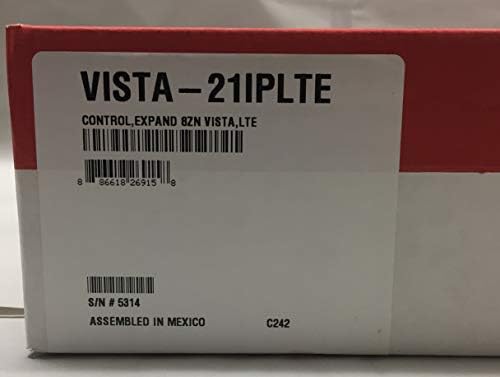 VISTA-21IPLTE
CONTROL,EXPAND 8ZN VISTA,LTE
8 86618 26915 8
S/N # 5314
ASSEMBLED IN MEXICO C242